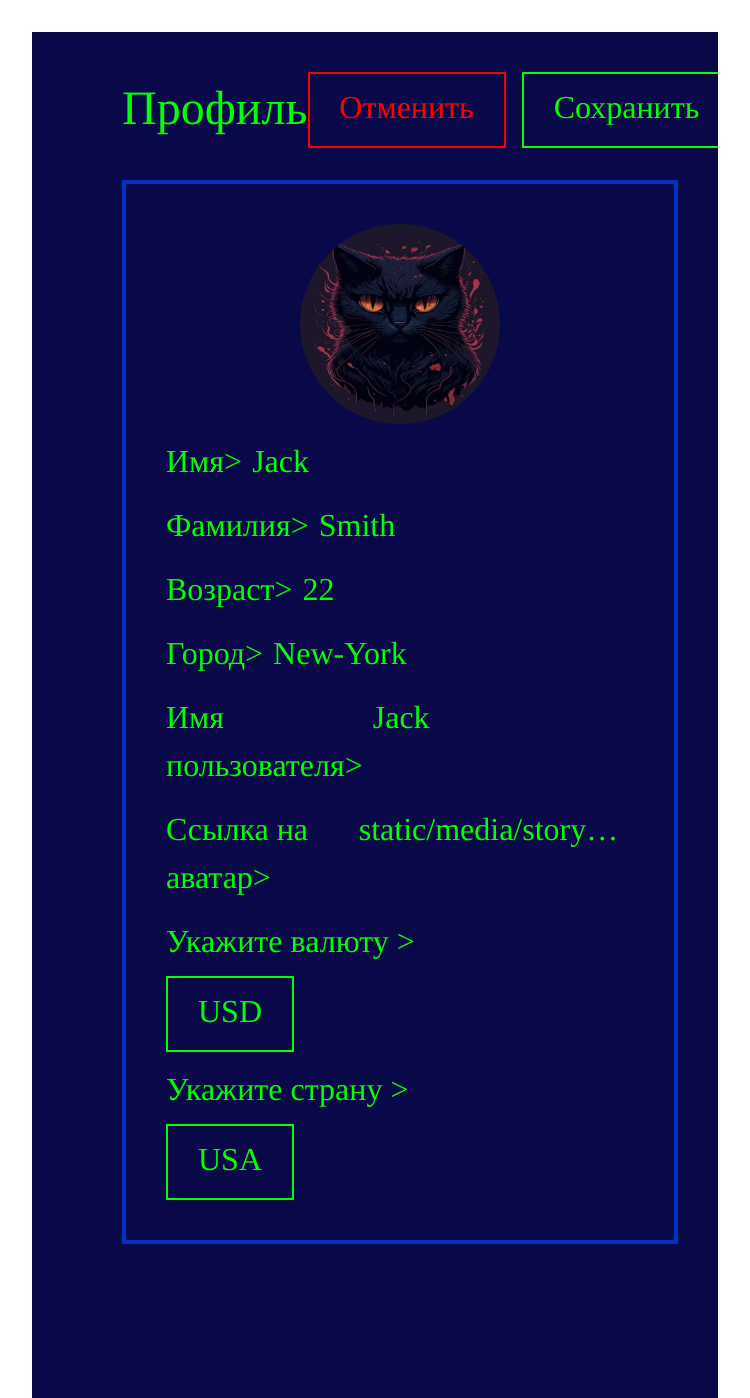 Профиль Отменить Сохранить
Имя> Jack
Фамилия> Smith
Возраст> 22
Город> New-York
Имя Jack
пользователя>
Ссылка на static/media/story…
аватар>
Укажите валюту >
USD
Укажите страну >
USA